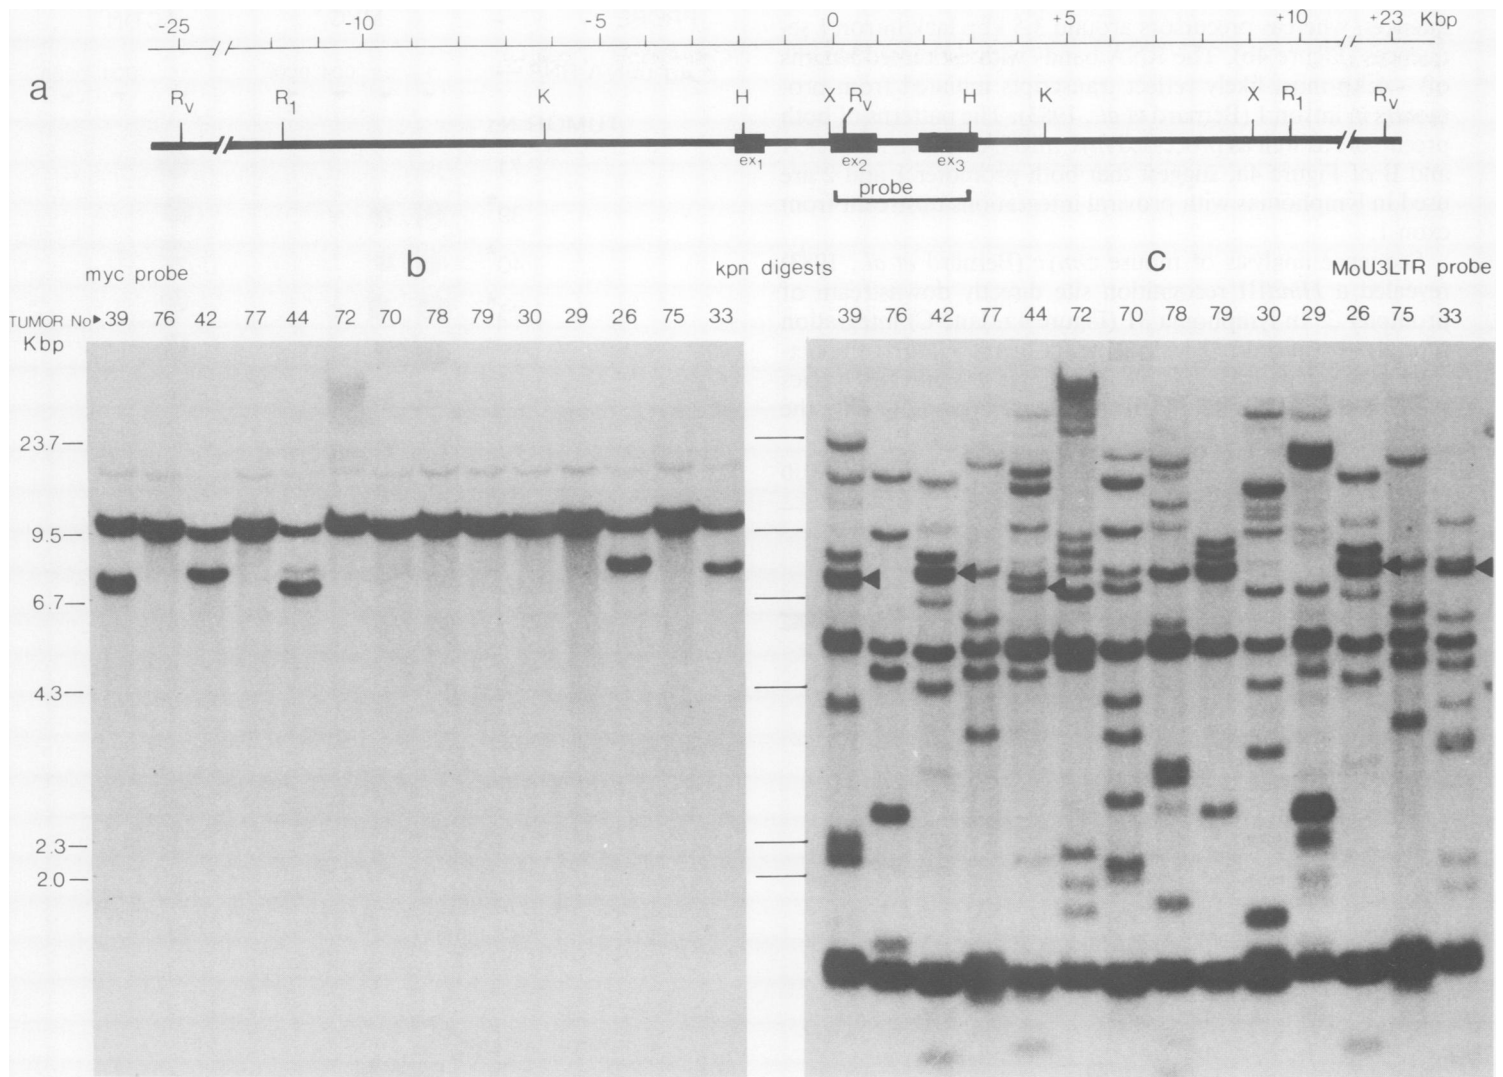 -25 -10 -5 0 +5 +10 +23 Kbp
a
Rv R1 K H X Rv H K X R1 Rv
ex1 ex2 ex3
probe
myc probe b kpn digests c MoU3LTR probe
TUMOR No 39 76 42 77 44 72 70 78 79 30 29 26 75 33 39 76 42 77 44 72 70 78 79 30 29 26 75 33
Kbp
23.7
9.5
6.7
4.3
2.3
2.0